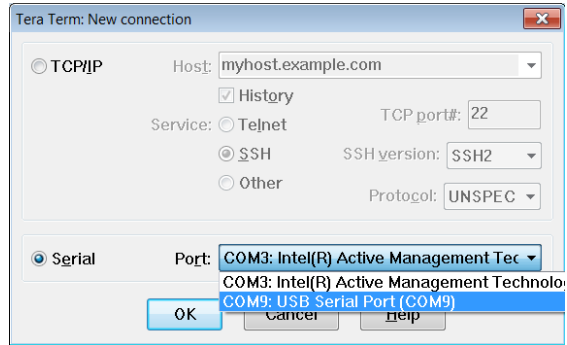 Tera Term: New connection
TCP/IP Host: myhost.example.com
History
Service: Telnet TCP port#: 22
SSH SSH version: SSH2
Other Protocol: UNSPEC
Serial Port: COM3: Intel(R) Active Management Tec
COM3: Intel(R) Active Management Technolo
COM9: USB Serial Port (COM9)
OK Cancel Help